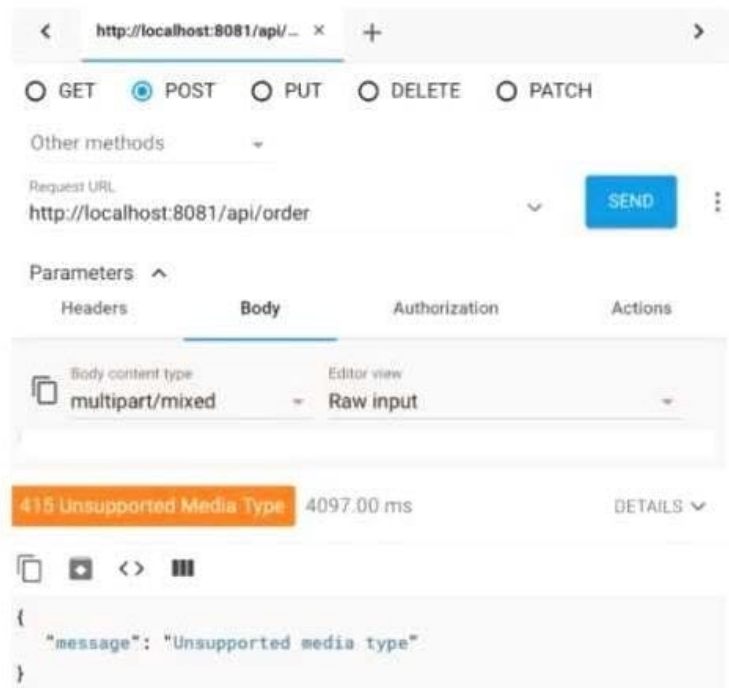 http://localhost:8081/api/... × +
GET POST PUT DELETE PATCH
Other methods
Request URL
http://localhost:8081/api/order
SEND
Parameters
Headers Body Authorization Actions
Body content type Editor view
multipart/mixed Raw input
415 Unsupported Media Type 4097.00 ms DETAILS
{
"message": "Unsupported media type"
}